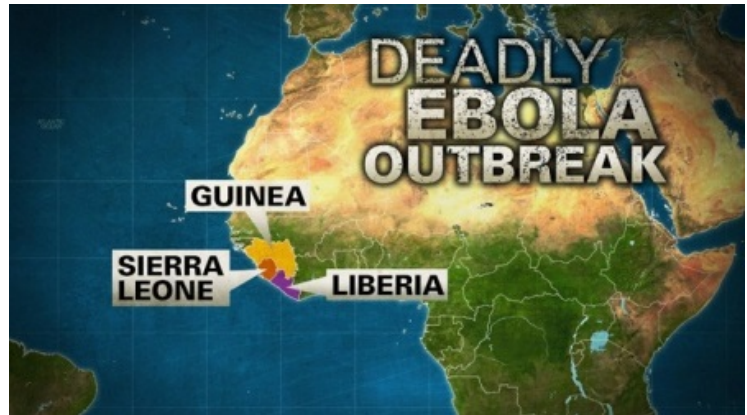 DEADLY
EBOLA
OUTBREAK
GUINEA
SIERRA
LEONE
LIBERIA